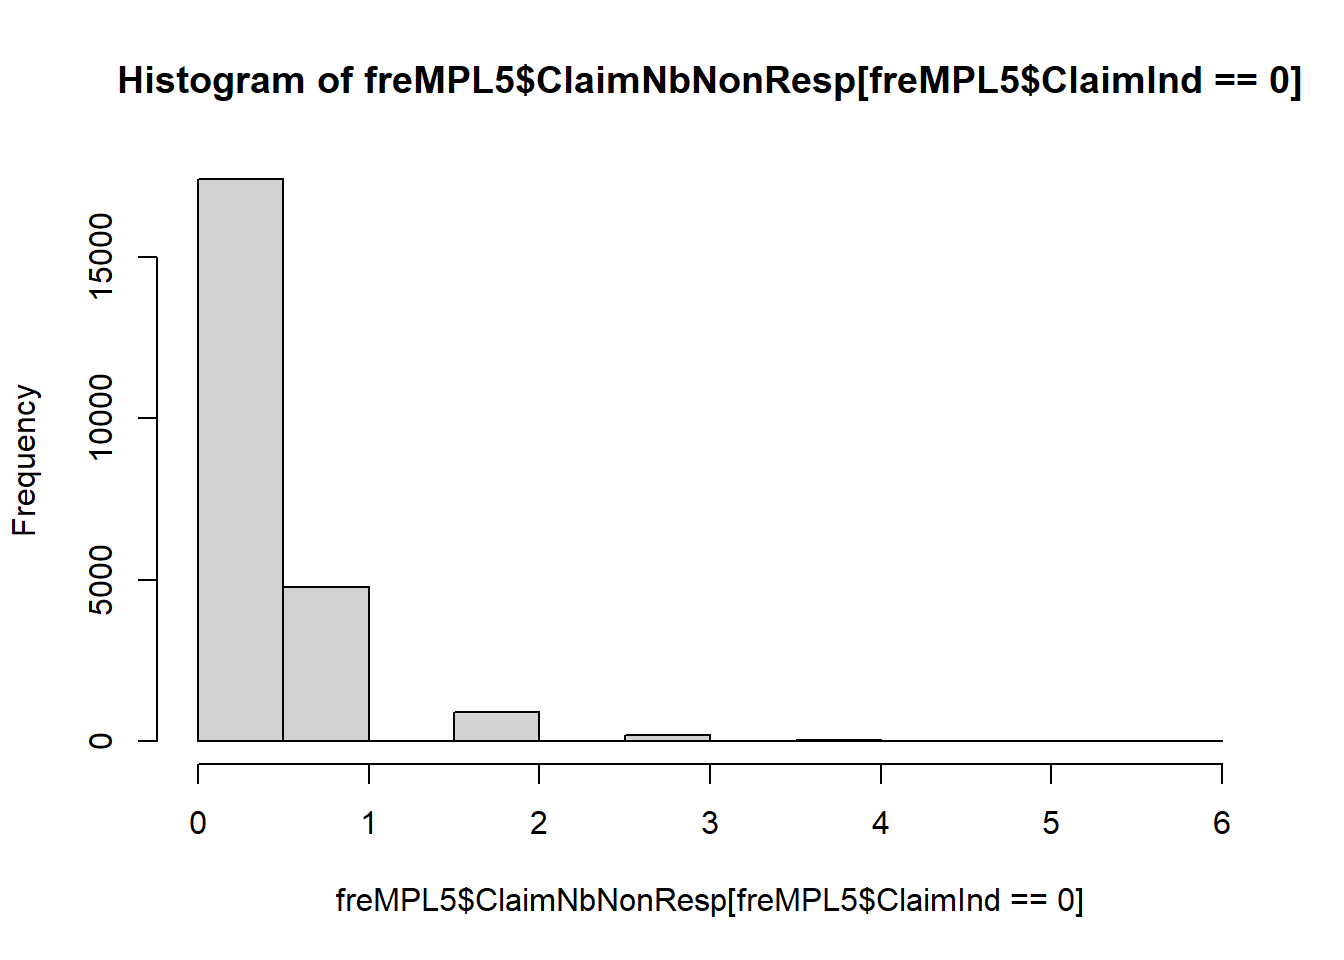 Histogram of freMPL5$ClaimNbNonResp[freMPL5$ClaimInd == 0]
Frequency
15000
10000
5000
0
0 1 2 3 4 5 6
freMPL5$ClaimNbNonResp[freMPL5$ClaimInd == 0]